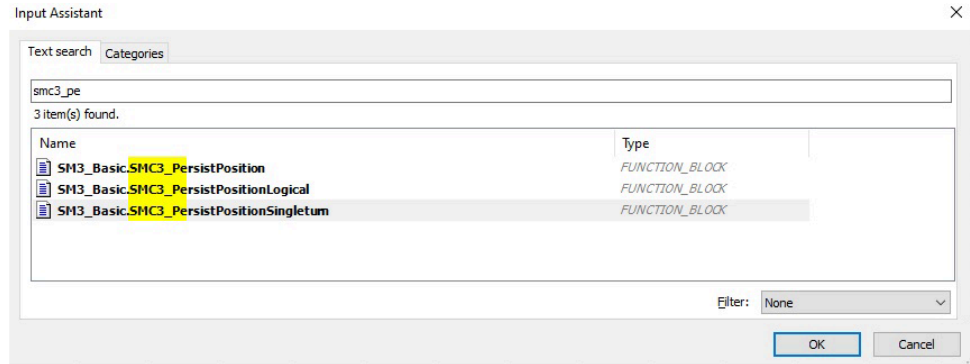 Input Assistant
Text search Categories
smc3_pe
3 item(s) found.
Name Type
SM3_Basic.SMC3_PersistPosition FUNCTION_BLOCK
SM3_Basic.SMC3_PersistPositionLogical FUNCTION_BLOCK
SM3_Basic.SMC3_PersistPositionSingleturn FUNCTION_BLOCK
Filter: None
OK Cancel